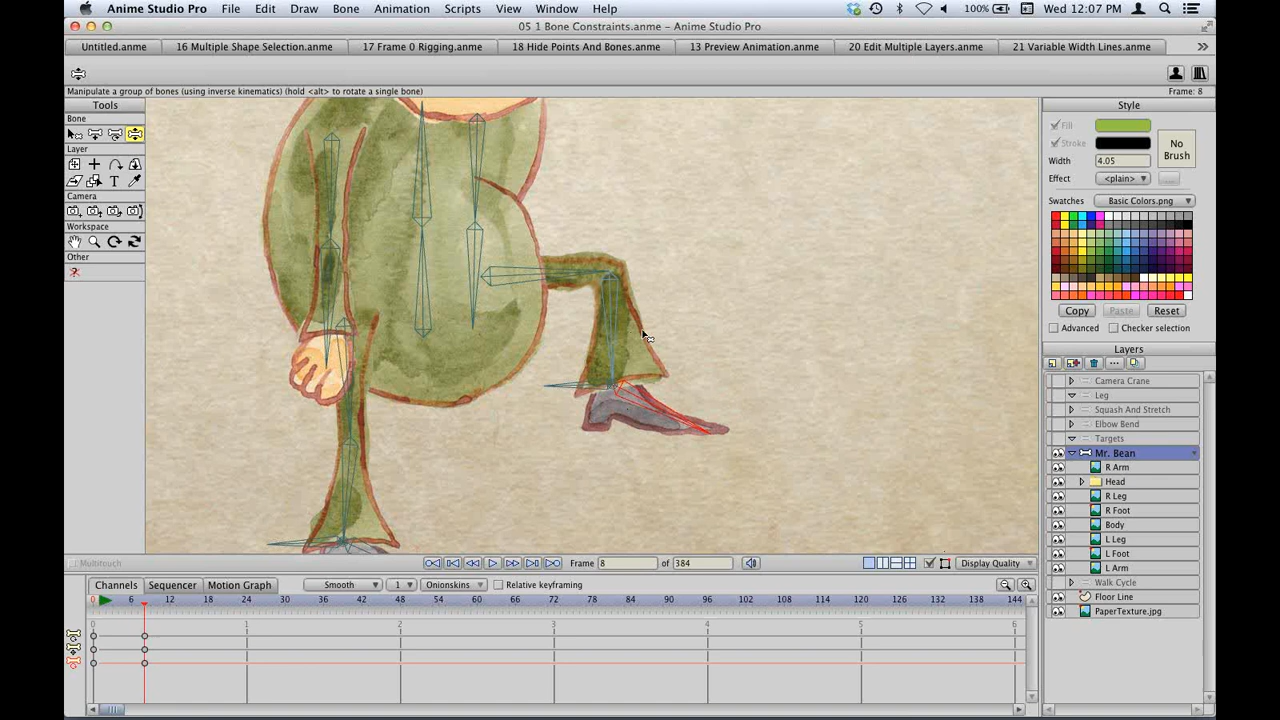 Anime Studio Pro File Edit Draw Bone Animation Scripts View Window Help 100% Wed 12:07 PM
05 1 Bone Constraints.anme - Anime Studio Pro
Untitled.anme 16 Multiple Shape Selection.anme 17 Frame 0 Rigging.anme 18 Hide Points And Bones.anme 13 Preview Animation.anme 20 Edit Multiple Layers.anme 21 Variable Width Lines.anme >>
Manipulate a group of bones (using inverse kinematics) (hold <alt> to rotate a single bone) Frame: 8
Tools
Bone
Layer
T
Camera
Workspace
Other
Style
Fill
Stroke
No
Brush
Width 4.05
Effect <plain> ...
Swatches Basic Colors.png
Copy Paste Reset
Advanced Checker selection
Layers
Camera Crane
Leg
Squash And Stretch
Elbow Bend
Targets
Mr. Bean
R Arm
Head
R Leg
R Foot
Body
L Leg
L Foot
L Arm
Walk Cycle
Floor Line
PaperTexture.jpg
Multitouch Frame 8 of 384 Display Quality
Channels Sequencer Motion Graph Smooth 1 Onionskins Relative keyframing
0 6 12 18 24 30 36 42 48 54 60 66 72 78 84 90 96 102 108 114 120 126 132 138 144
0 1 2 3 4 5 6